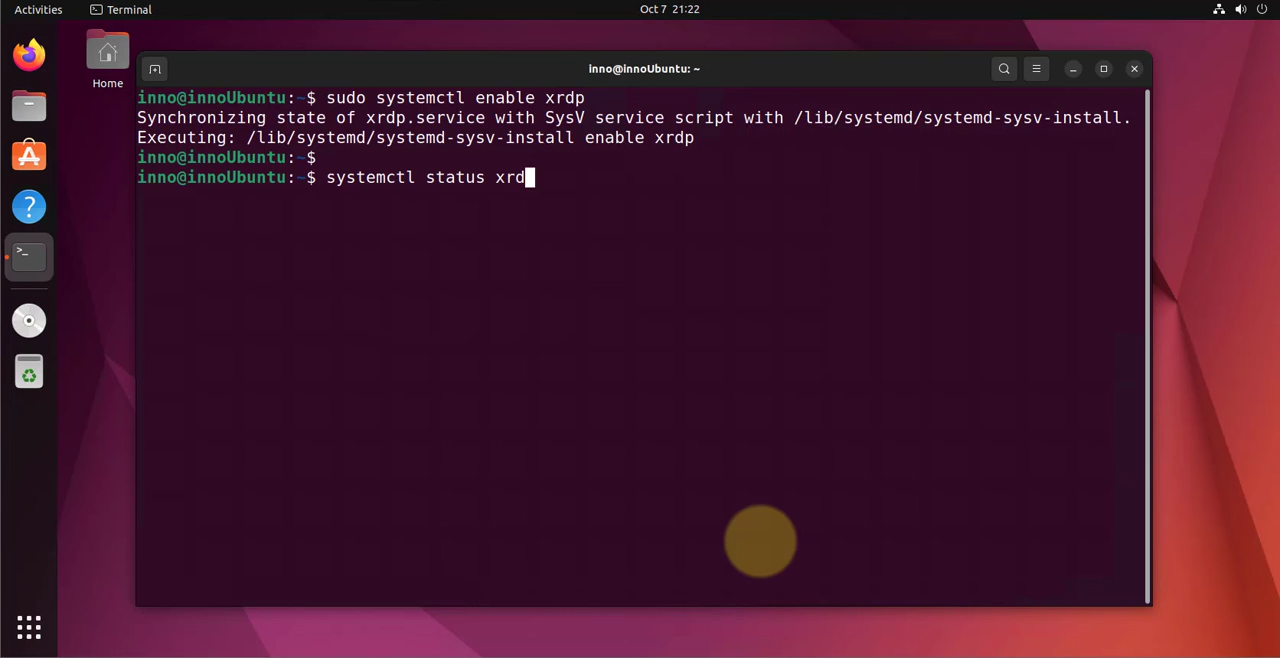 Activities Terminal Oct 7 21:22
Home
inno@innoUbuntu: ~
inno@innoUbuntu:~$ sudo systemctl enable xrdp
Synchronizing state of xrdp.service with SysV service script with /lib/systemd/systemd-sysv-install.
Executing: /lib/systemd/systemd-sysv-install enable xrdp
inno@innoUbuntu:~$
inno@innoUbuntu:~$ systemctl status xrd